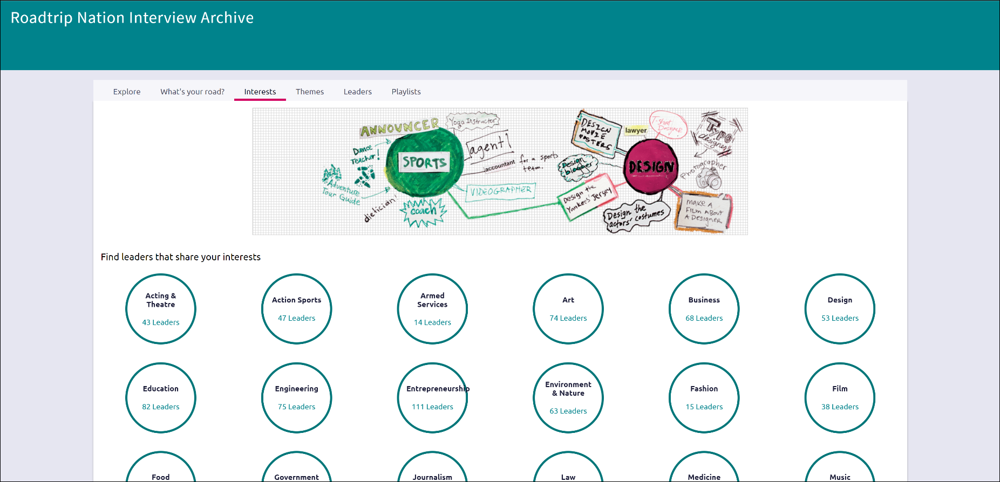 Roadtrip Nation Interview Archive
Explore
What's your road?
Interests
Themes
Leaders
Playlists
ANNOUNCER
Yoga Instructor
Dance
Teacher!
SPORTS
agent!
accountant for a sports
team.
Adventure
Tour Guide
VIDEOGRAPHER
dietician!
coach
DESIGN
MOVIE
POSTERS
lawyer
T-shirt
Designer
Type
designer
Design
blogger
DESIGN
Photographer
Design the
Yankees' Jersey
Design the
actors' costumes
MAKE A
FILM ABOUT
A DESIGNER
Find leaders that share your interests
Acting &
Theatre
43 Leaders
Action Sports
47 Leaders
Armed
Services
14 Leaders
Art
74 Leaders
Business
68 Leaders
Design
53 Leaders
Education
82 Leaders
Engineering
75 Leaders
Entrepreneurship
111 Leaders
Environment
& Nature
63 Leaders
Fashion
15 Leaders
Film
38 Leaders
Food
Government
Journalism
Law
Medicine
Music